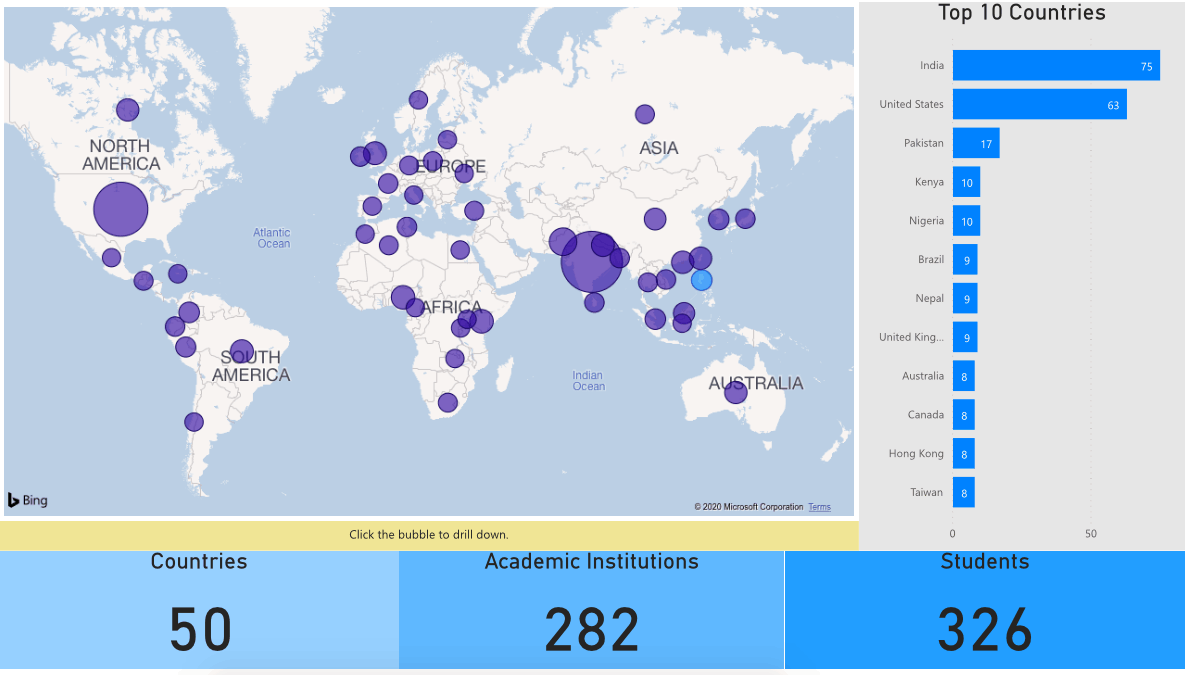 NORTH
AMERICA
EUROPE
ASIA
Atlantic
Ocean
AFRICA
SOUTH
AMERICA
Indian
Ocean
AUSTRALIA
Bing
© 2020 Microsoft Corporation Terms
Click the bubble to drill down.
Top 10 Countries
India 75
United States 63
Pakistan 17
Kenya 10
Nigeria 10
Brazil 9
Nepal 9
United King... 9
Australia 8
Canada 8
Hong Kong 8
Taiwan 8
0 50
Countries
50
Academic Institutions
282
Students
326